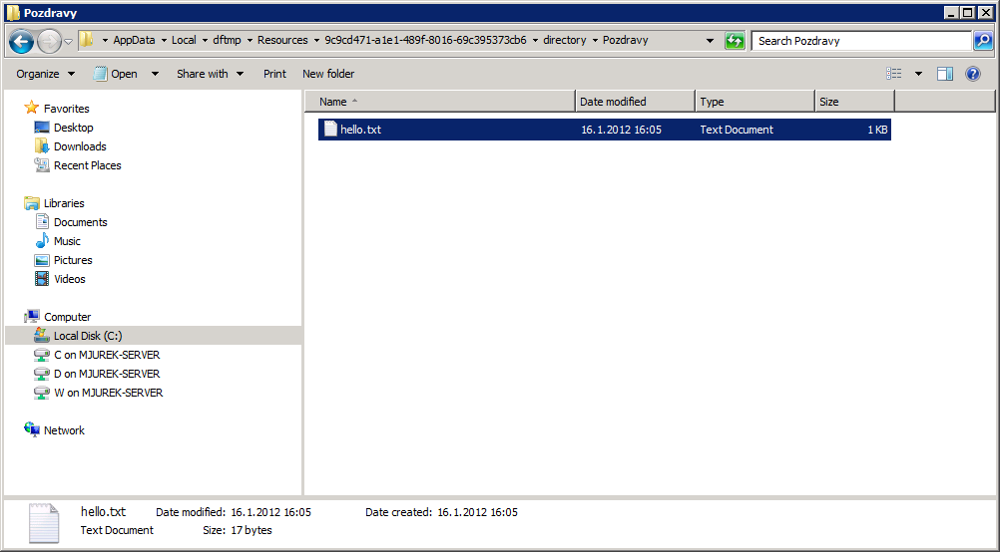 Pozdravy
AppData Local dftmp Resources 9c9cd471-a1e1-489f-8016-69c395373cb6 directory Pozdravy Search Pozdravy
Organize Open Share with Print New folder
Name Date modified Type Size
hello.txt 16.1.2012 16:05 Text Document 1 KB
Favorites
Desktop
Downloads
Recent Places
Libraries
Documents
Music
Pictures
Videos
Computer
Local Disk (C:)
C on MJUREK-SERVER
D on MJUREK-SERVER
W on MJUREK-SERVER
Network
hello.txt Date modified: 16.1.2012 16:05 Date created: 16.1.2012 16:05
Text Document Size: 17 bytes